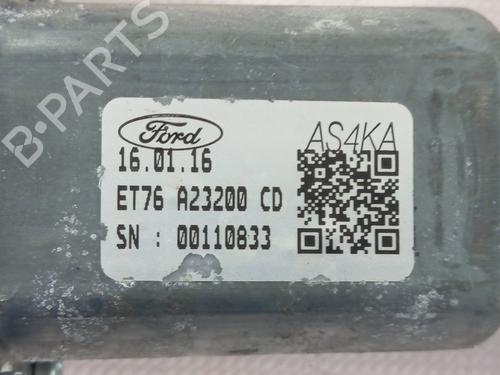 B-PARTS
Ford
AS4KA
16.01.16
ET76 A23200 CD
SN : 00110833